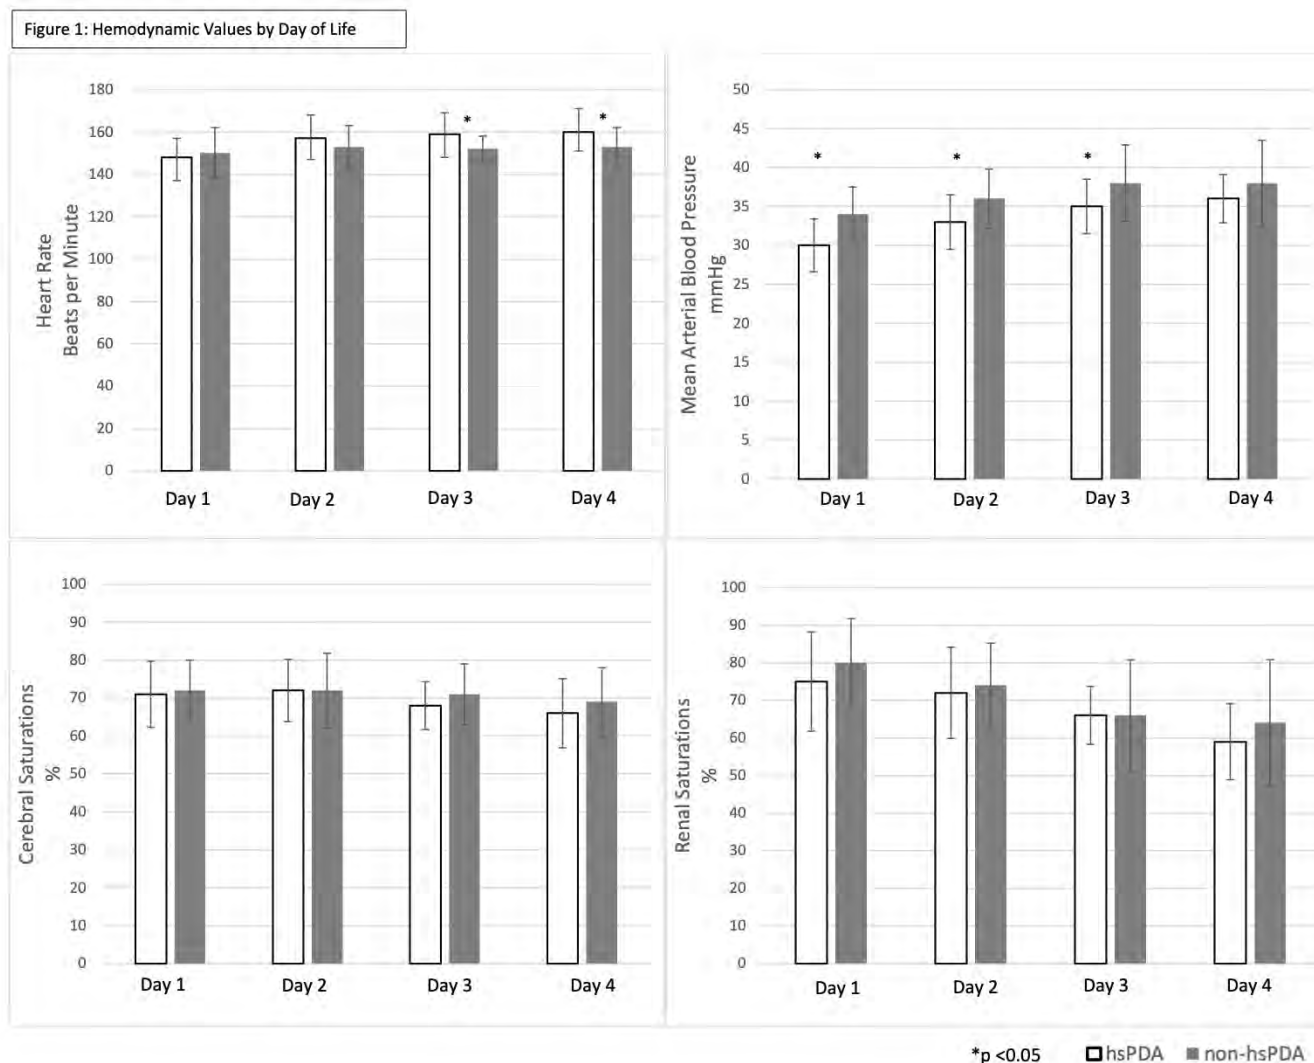 Figure 1: Hemodynamic Values by Day of Life
Heart Rate
Beats per Minute
180
160
140
120
100
80
60
40
20
0
*
*
Day 1
Day 2
Day 3
Day 4
Mean Arterial Blood Pressure
mmHg
50
45
40
35
30
25
20
15
10
5
0
*
*
*
Day 1
Day 2
Day 3
Day 4
Cerebral Saturations
%
100
90
80
70
60
50
40
30
20
10
0
Day 1
Day 2
Day 3
Day 4
Renal Saturations
%
100
90
80
70
60
50
40
30
20
10
0
Day 1
Day 2
Day 3
Day 4
*p <0.05
hsPDA
non-hsPDA